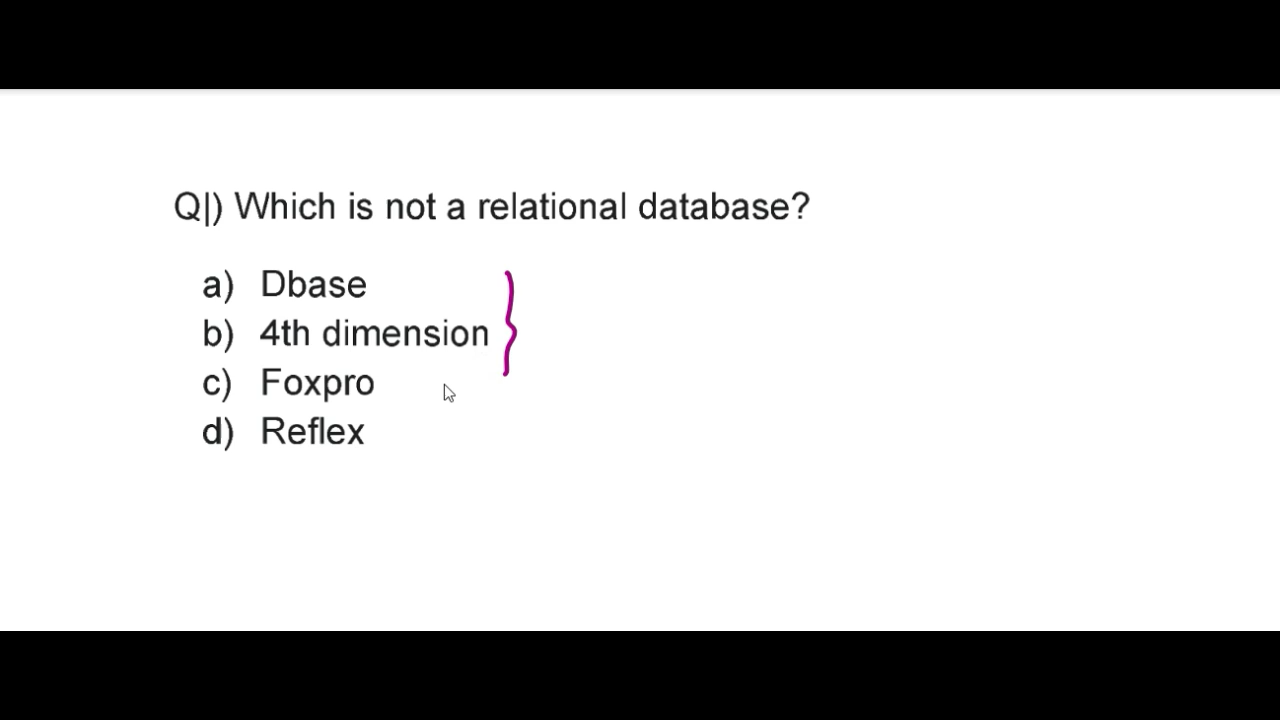 Q|) Which is not a relational database?
a) Dbase
b) 4th dimension
c) Foxpro
d) Reflex